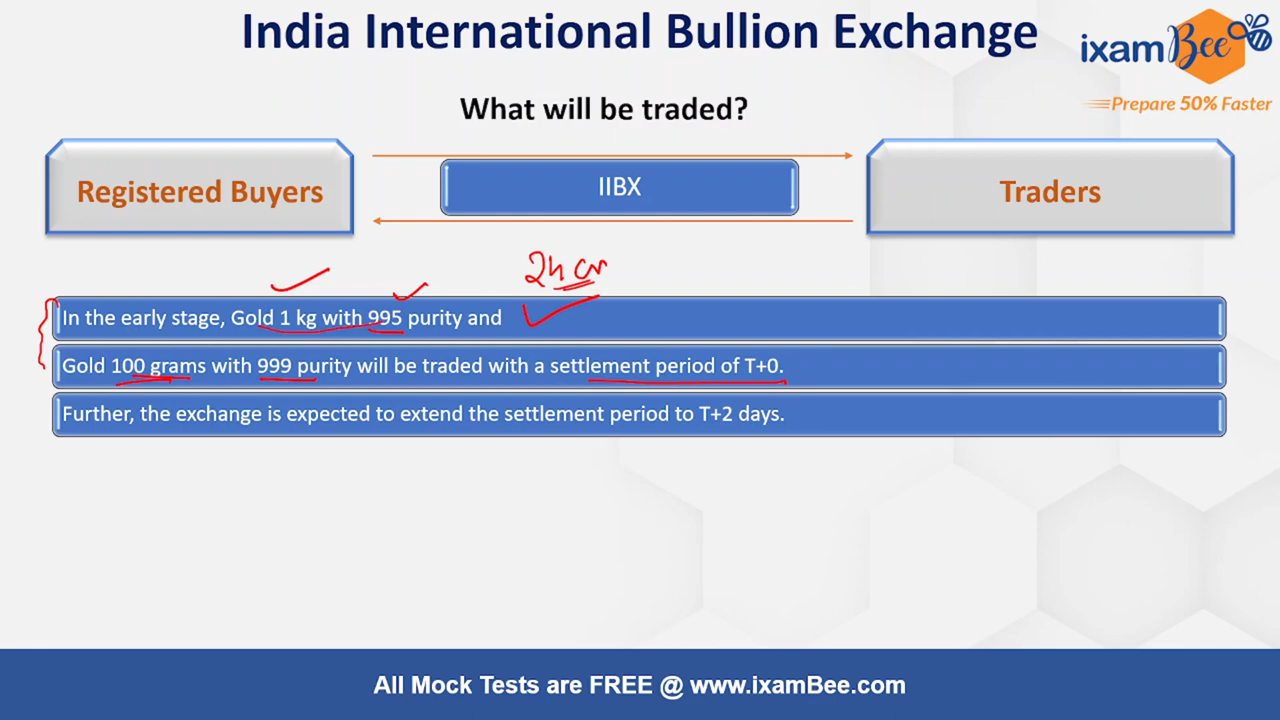 India International Bullion Exchange
ixamBee
Prepare 50% Faster
What will be traded?
Registered Buyers
IIBX
Traders
24 cr
In the early stage, Gold 1 kg with 995 purity and
Gold 100 grams with 999 purity will be traded with a settlement period of T+0.
Further, the exchange is expected to extend the settlement period to T+2 days.
All Mock Tests are FREE @ www.ixamBee.com